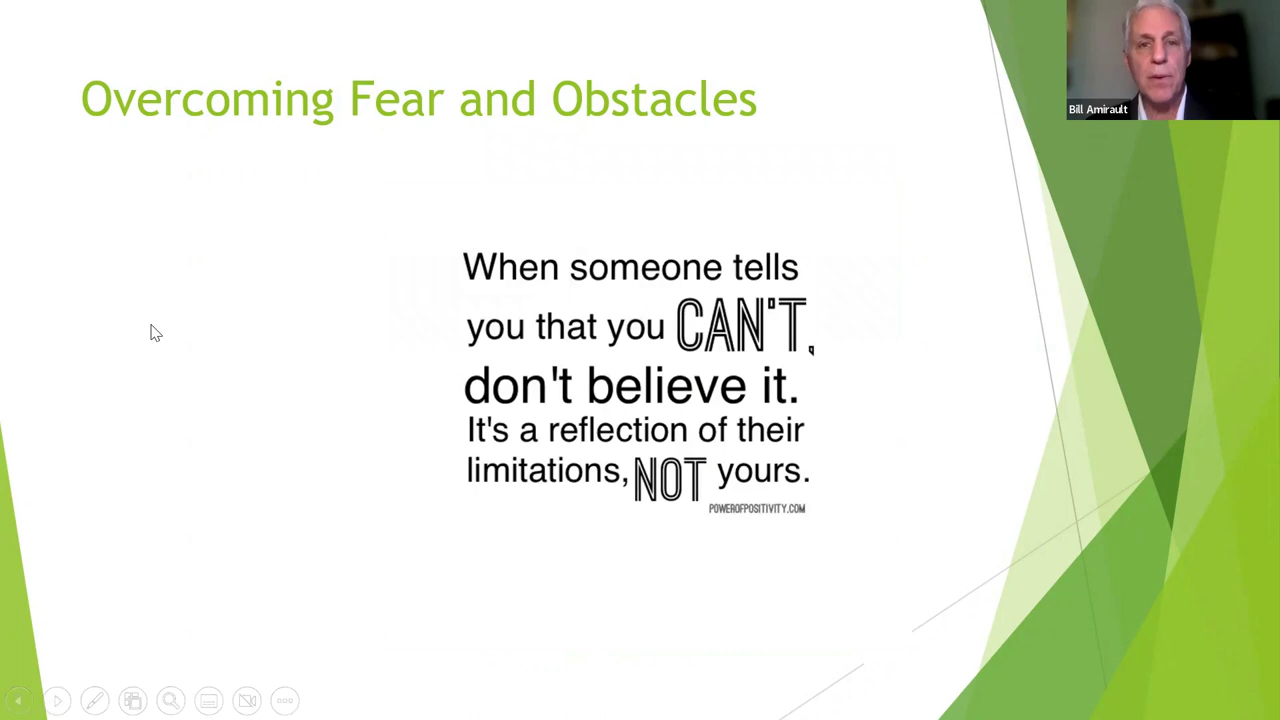 Overcoming Fear and Obstacles
Bill Amirault
When someone tells
you that you CAN'T,
don't believe it.
It's a reflection of their
limitations, NOT yours.
POWEROFPOSITIVITY.COM